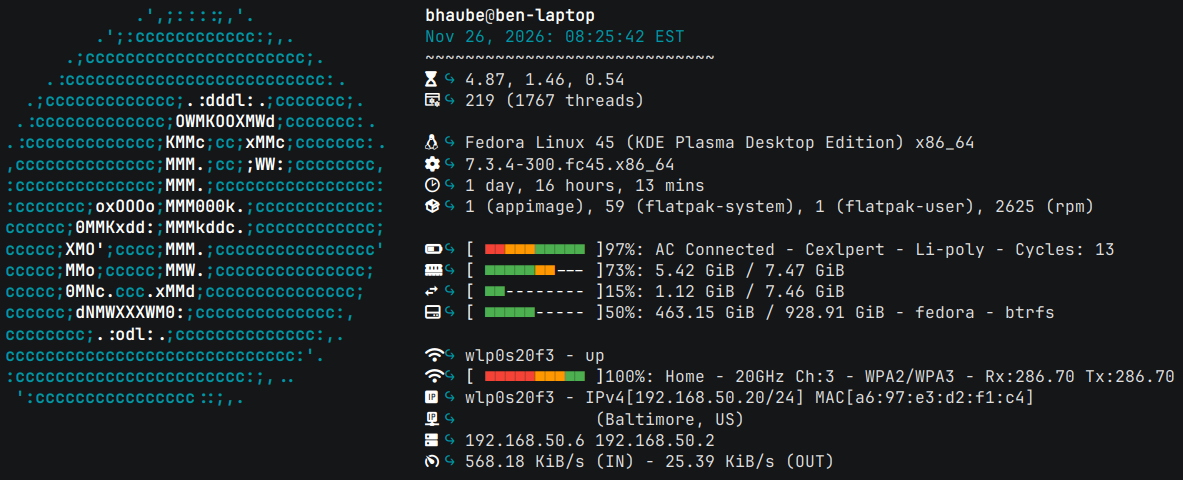 bhaube@ben-laptop
Nov 26, 2026: 08:25:42 EST
~~~~~~~~~~~~~~~~~~~~~~~~~~~~~
4.87, 1.46, 0.54
219 (1767 threads)
Fedora Linux 45 (KDE Plasma Desktop Edition) x86_64
7.3.4-300.fc45.x86_64
1 day, 16 hours, 13 mins
1 (appimage), 59 (flatpak-system), 1 (flatpak-user), 2625 (rpm)
[ ■■■■■■■■■■ ]97%: AC Connected - Cexlpert - Li-poly - Cycles: 13
[ ■■■■■■■--- ]73%: 5.42 GiB / 7.47 GiB
[ ■■-------- ]15%: 1.12 GiB / 7.46 GiB
[ ■■■■■----- ]50%: 463.15 GiB / 928.91 GiB - fedora - btrfs
wlp0s20f3 - up
[ ■■■■■■■■■■ ]100%: Home - 20GHz Ch:3 - WPA2/WPA3 - Rx:286.70 Tx:286.70
wlp0s20f3 - IPv4[192.168.50.20/24] MAC[a6:97:e3:d2:f1:c4]
(Baltimore, US)
192.168.50.6 192.168.50.2
568.18 KiB/s (IN) - 25.39 KiB/s (OUT)